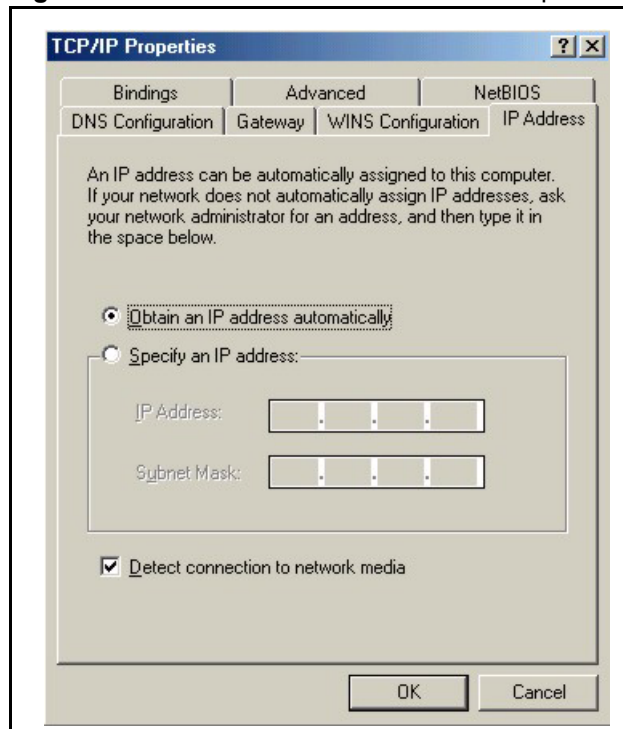 TCP/IP Properties
Bindings Advanced NetBIOS
DNS Configuration Gateway WINS Configuration IP Address
An IP address can be automatically assigned to this computer.
If your network does not automatically assign IP addresses, ask
your network administrator for an address, and then type it in
the space below.
Obtain an IP address automatically
Specify an IP address:
IP Address:
Subnet Mask:
Detect connection to network media
OK Cancel